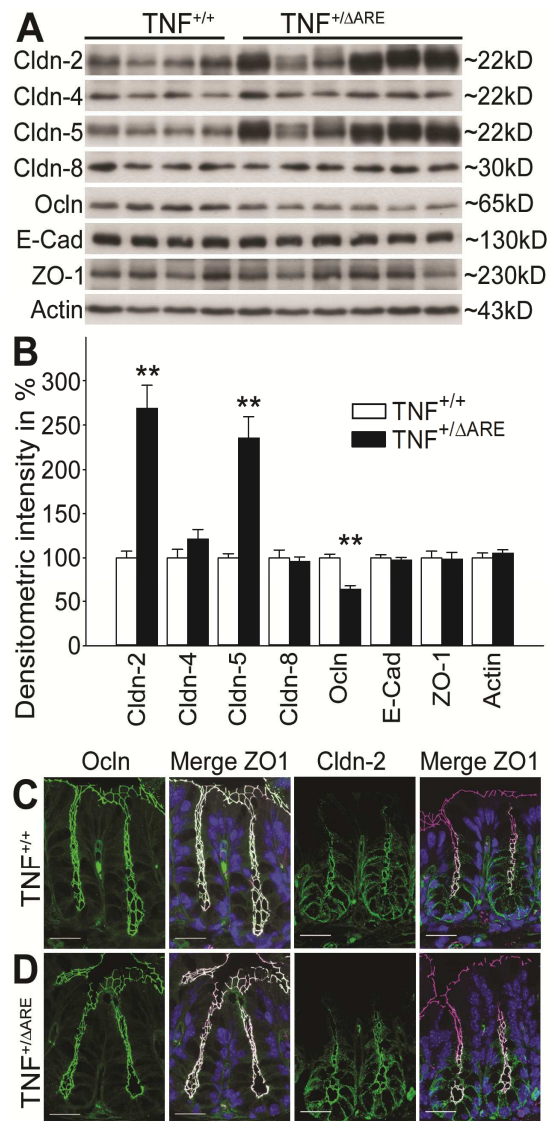 A TNF+/+ TNF+/ΔARE
Cldn-2 ~22kD
Cldn-4 ~22kD
Cldn-5 ~22kD
Cldn-8 ~30kD
Ocln ~65kD
E-Cad ~130kD
ZO-1 ~230kD
Actin ~43kD
B
Densitometric intensity in %
300
250
200
150
100
50
0
** ** **
TNF+/+
TNF+/ΔARE
Cldn-2 Cldn-4 Cldn-5 Cldn-8 Ocln E-Cad ZO-1 Actin
Ocln Merge ZO1 Cldn-2 Merge ZO1
C
TNF+/+
D
TNF+/ΔARE